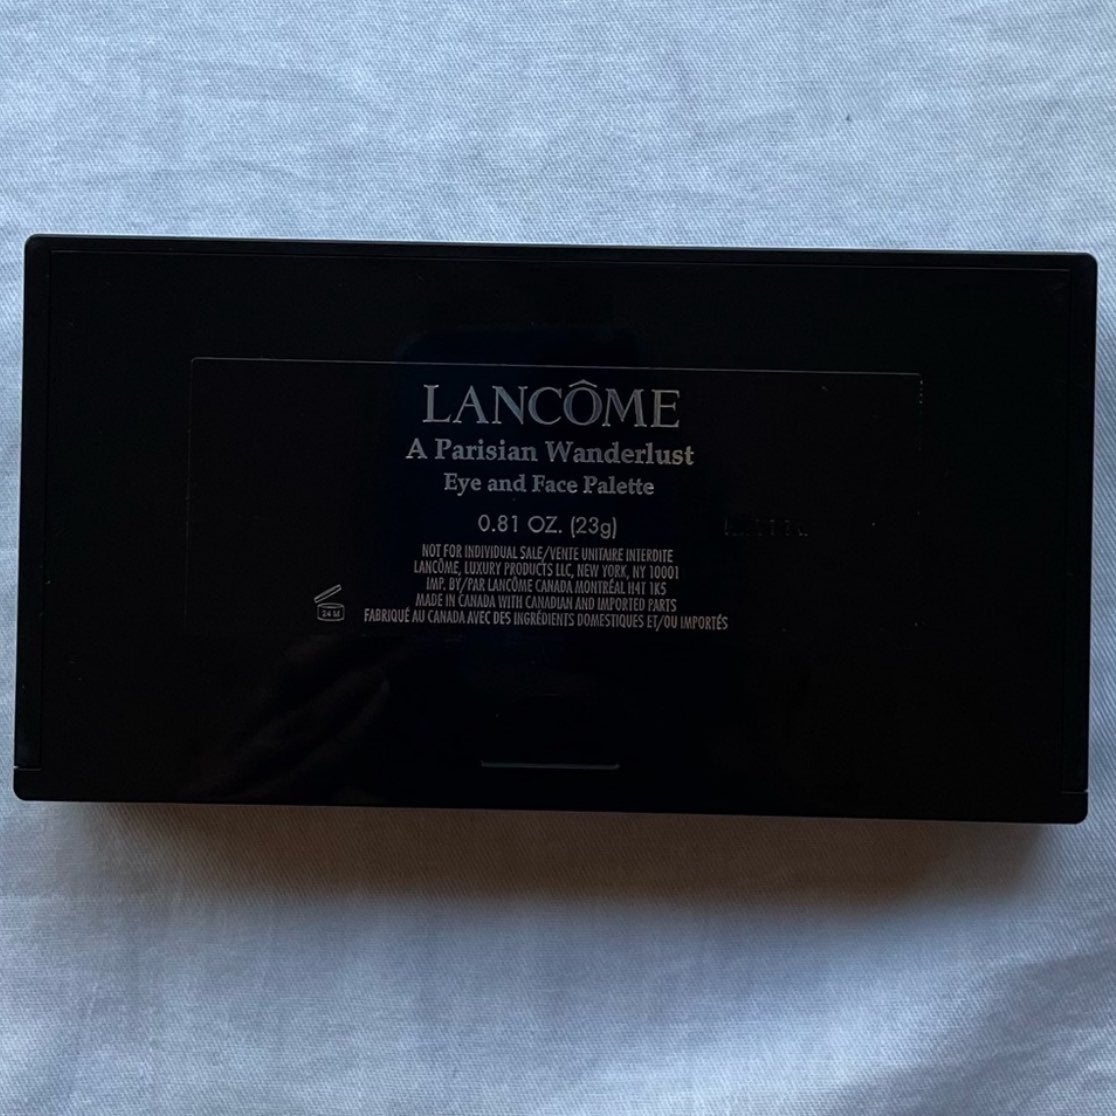 LANCÔME
A Parisian Wanderlust
Eye and Face Palette
0.81 OZ. (23g)
NOT FOR INDIVIDUAL SALE/VENTE UNITAIRE INTERDITE
LANCÔME, LUXURY PRODUCTS LLC, NEW YORK, NY 10001
IMP. BY/PAR LANCÔME CANADA MONTRÉAL H4T 1K5
MADE IN CANADA WITH CANADIAN AND IMPORTED PARTS
24 M
FABRIQUÉ AU CANADA AVEC DES INGRÉDIENTS DOMESTIQUES ET/OU IMPORTÉS